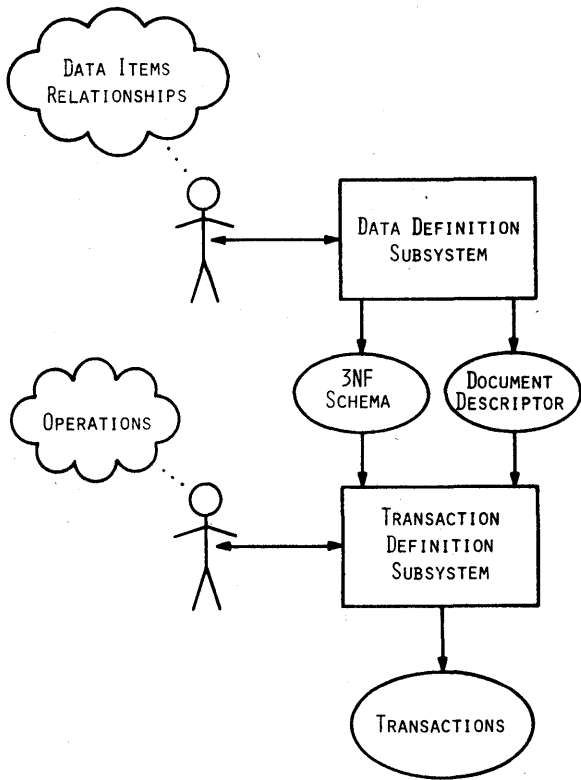 DATA ITEMS
RELATIONSHIPS
DATA DEFINITION
SUBSYSTEM
3NF
SCHEMA
DOCUMENT
DESCRIPTOR
OPERATIONS
TRANSACTION
DEFINITION
SUBSYSTEM
TRANSACTIONS